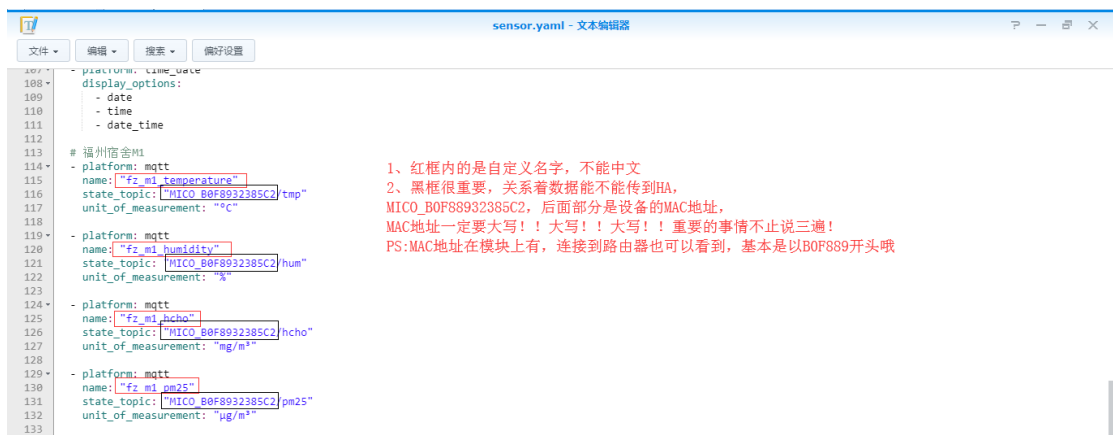 sensor.yaml - 文本编辑器
文件 编辑 搜索 偏好设置
107 - platform: time_date
108 display_options:
109 - date
110 - time
111 - date_time
112
113 # 福州宿舍M1
114 - platform: mqtt
115 name: "fz_m1_temperature"
116 state_topic: "MICO_B0F8932385C2/tmp"
117 unit_of_measurement: "°C"
118
119 - platform: mqtt
120 name: "fz_m1_humidity"
121 state_topic: "MICO_B0F8932385C2/hum"
122 unit_of_measurement: "%"
123
124 - platform: mqtt
125 name: "fz_m1_hcho"
126 state_topic: "MICO_B0F8932385C2/hcho"
127 unit_of_measurement: "mg/m³"
128
129 - platform: mqtt
130 name: "fz_m1_pm25"
131 state_topic: "MICO_B0F8932385C2/pm25"
132 unit_of_measurement: "μg/m³"
133
1、红框内的是自定义名字，不能中文
2、黑框很重要，关系着数据能不能传到HA，
MICO_B0F88932385C2，后面部分是设备的MAC地址，
MAC地址一定要大写！！大写！！大写！！重要的事情不止说三遍！
PS:MAC地址在模块上有，连接到路由器也可以看到，基本是以B0F889开头哦